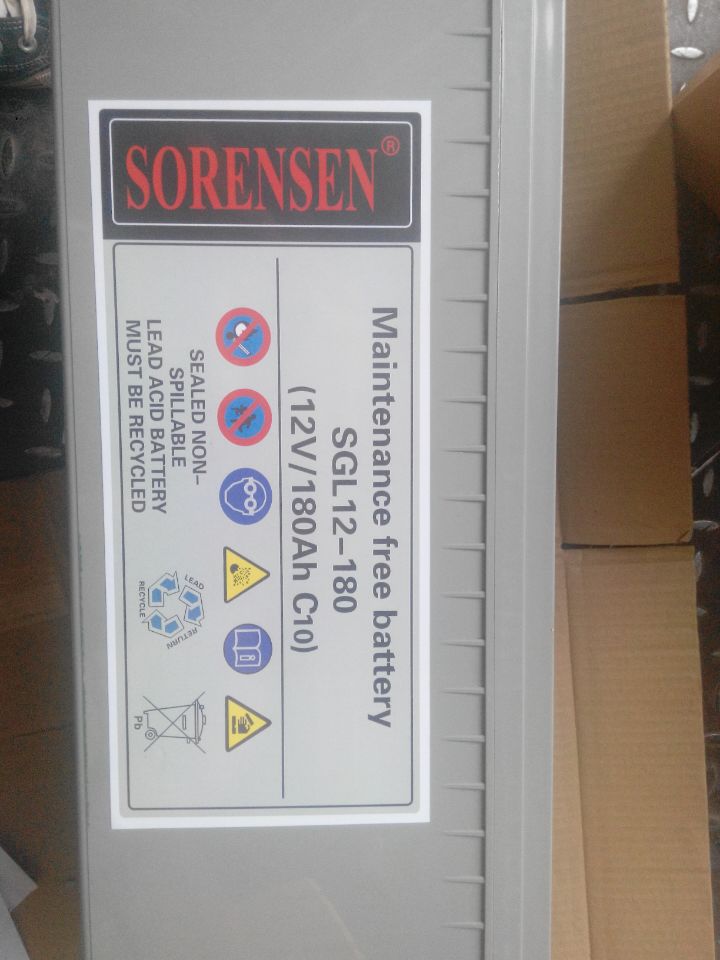 SORENSEN®
Maintenance free battery
SGL12-180
(12V/180Ah C10)
SEALED NON-
SPILLABLE
LEAD ACID BATTERY
MUST BE RECYCLED
LEAD
RETURN
RECYCLE
Pb